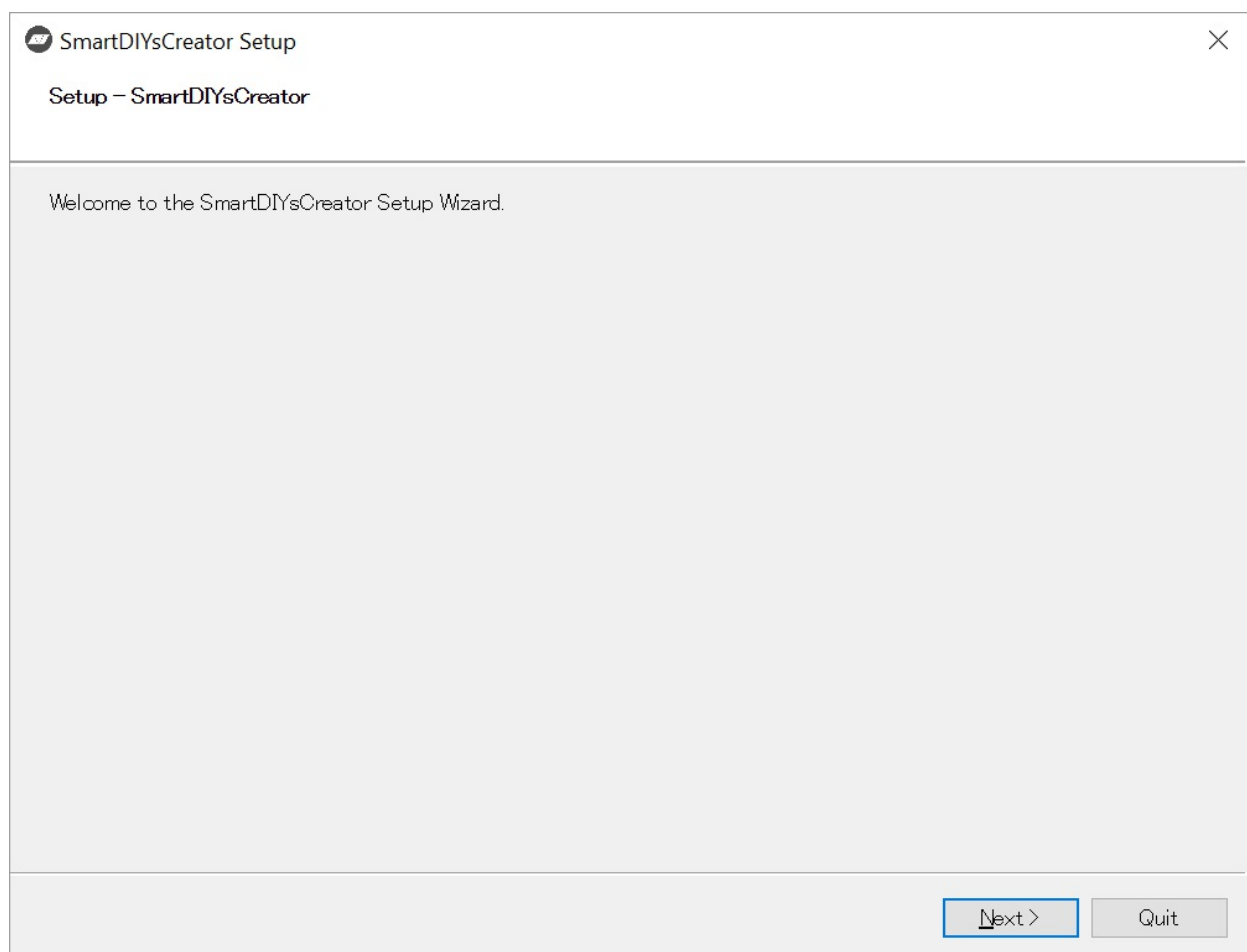 SmartDIYsCreator Setup
Setup - SmartDIYsCreator
Welcome to the SmartDIYsCreator Setup Wizard.
Next >
Quit